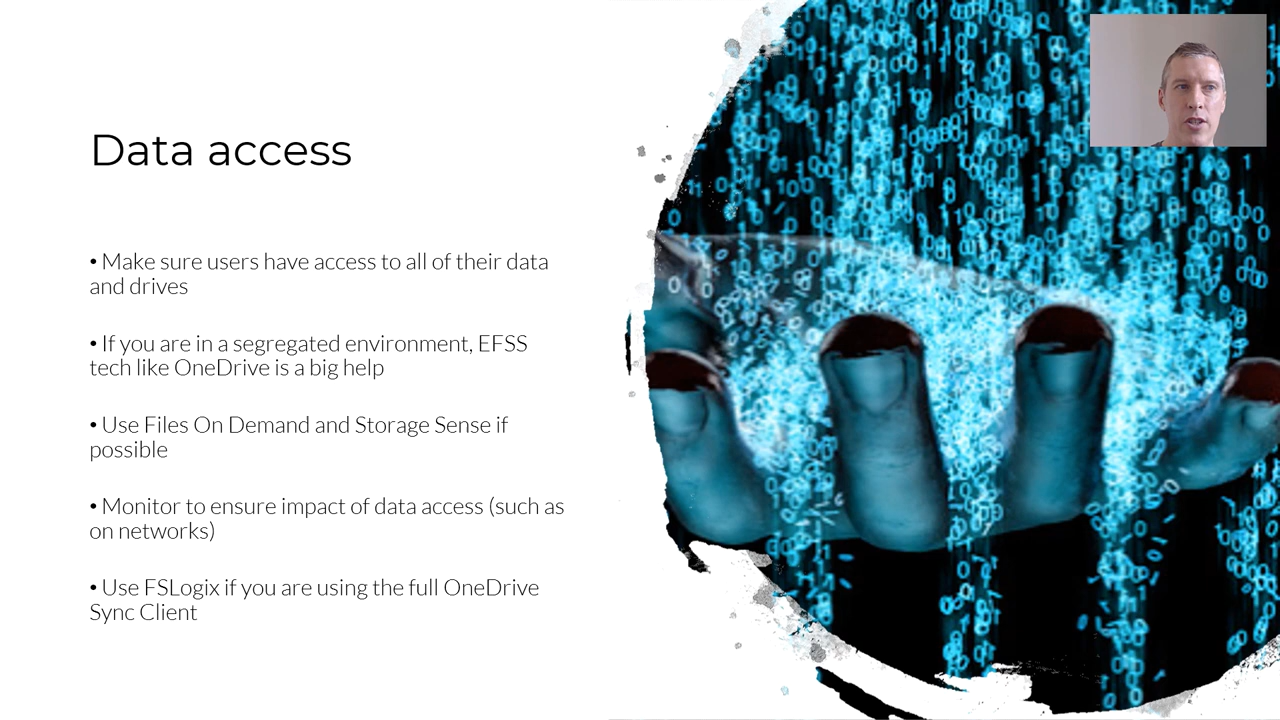 Data access
• Make sure users have access to all of their data
and drives
• If you are in a segregated environment, EFSS
tech like OneDrive is a big help
• Use Files On Demand and Storage Sense if
possible
• Monitor to ensure impact of data access (such as
on networks)
• Use FSLogix if you are using the full OneDrive
Sync Client